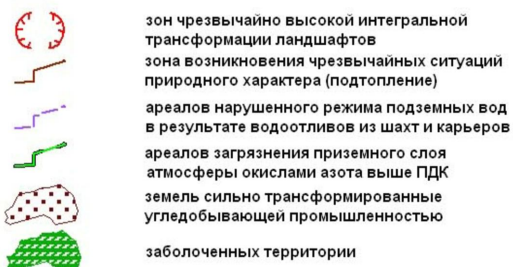 зон чрезвычайно высокой интегральной
трансформации ландшафтов
зона возникновения чрезвычайных ситуаций
природного характера (подтопление)
ареалов нарушенного режима подземных вод
в результате водоотливов из шахт и карьеров
ареалов загрязнения приземного слоя
атмосферы окислами азота выше ПДК
земель сильно трансформированные
угледобывающей промышленностью
заболоченных территории